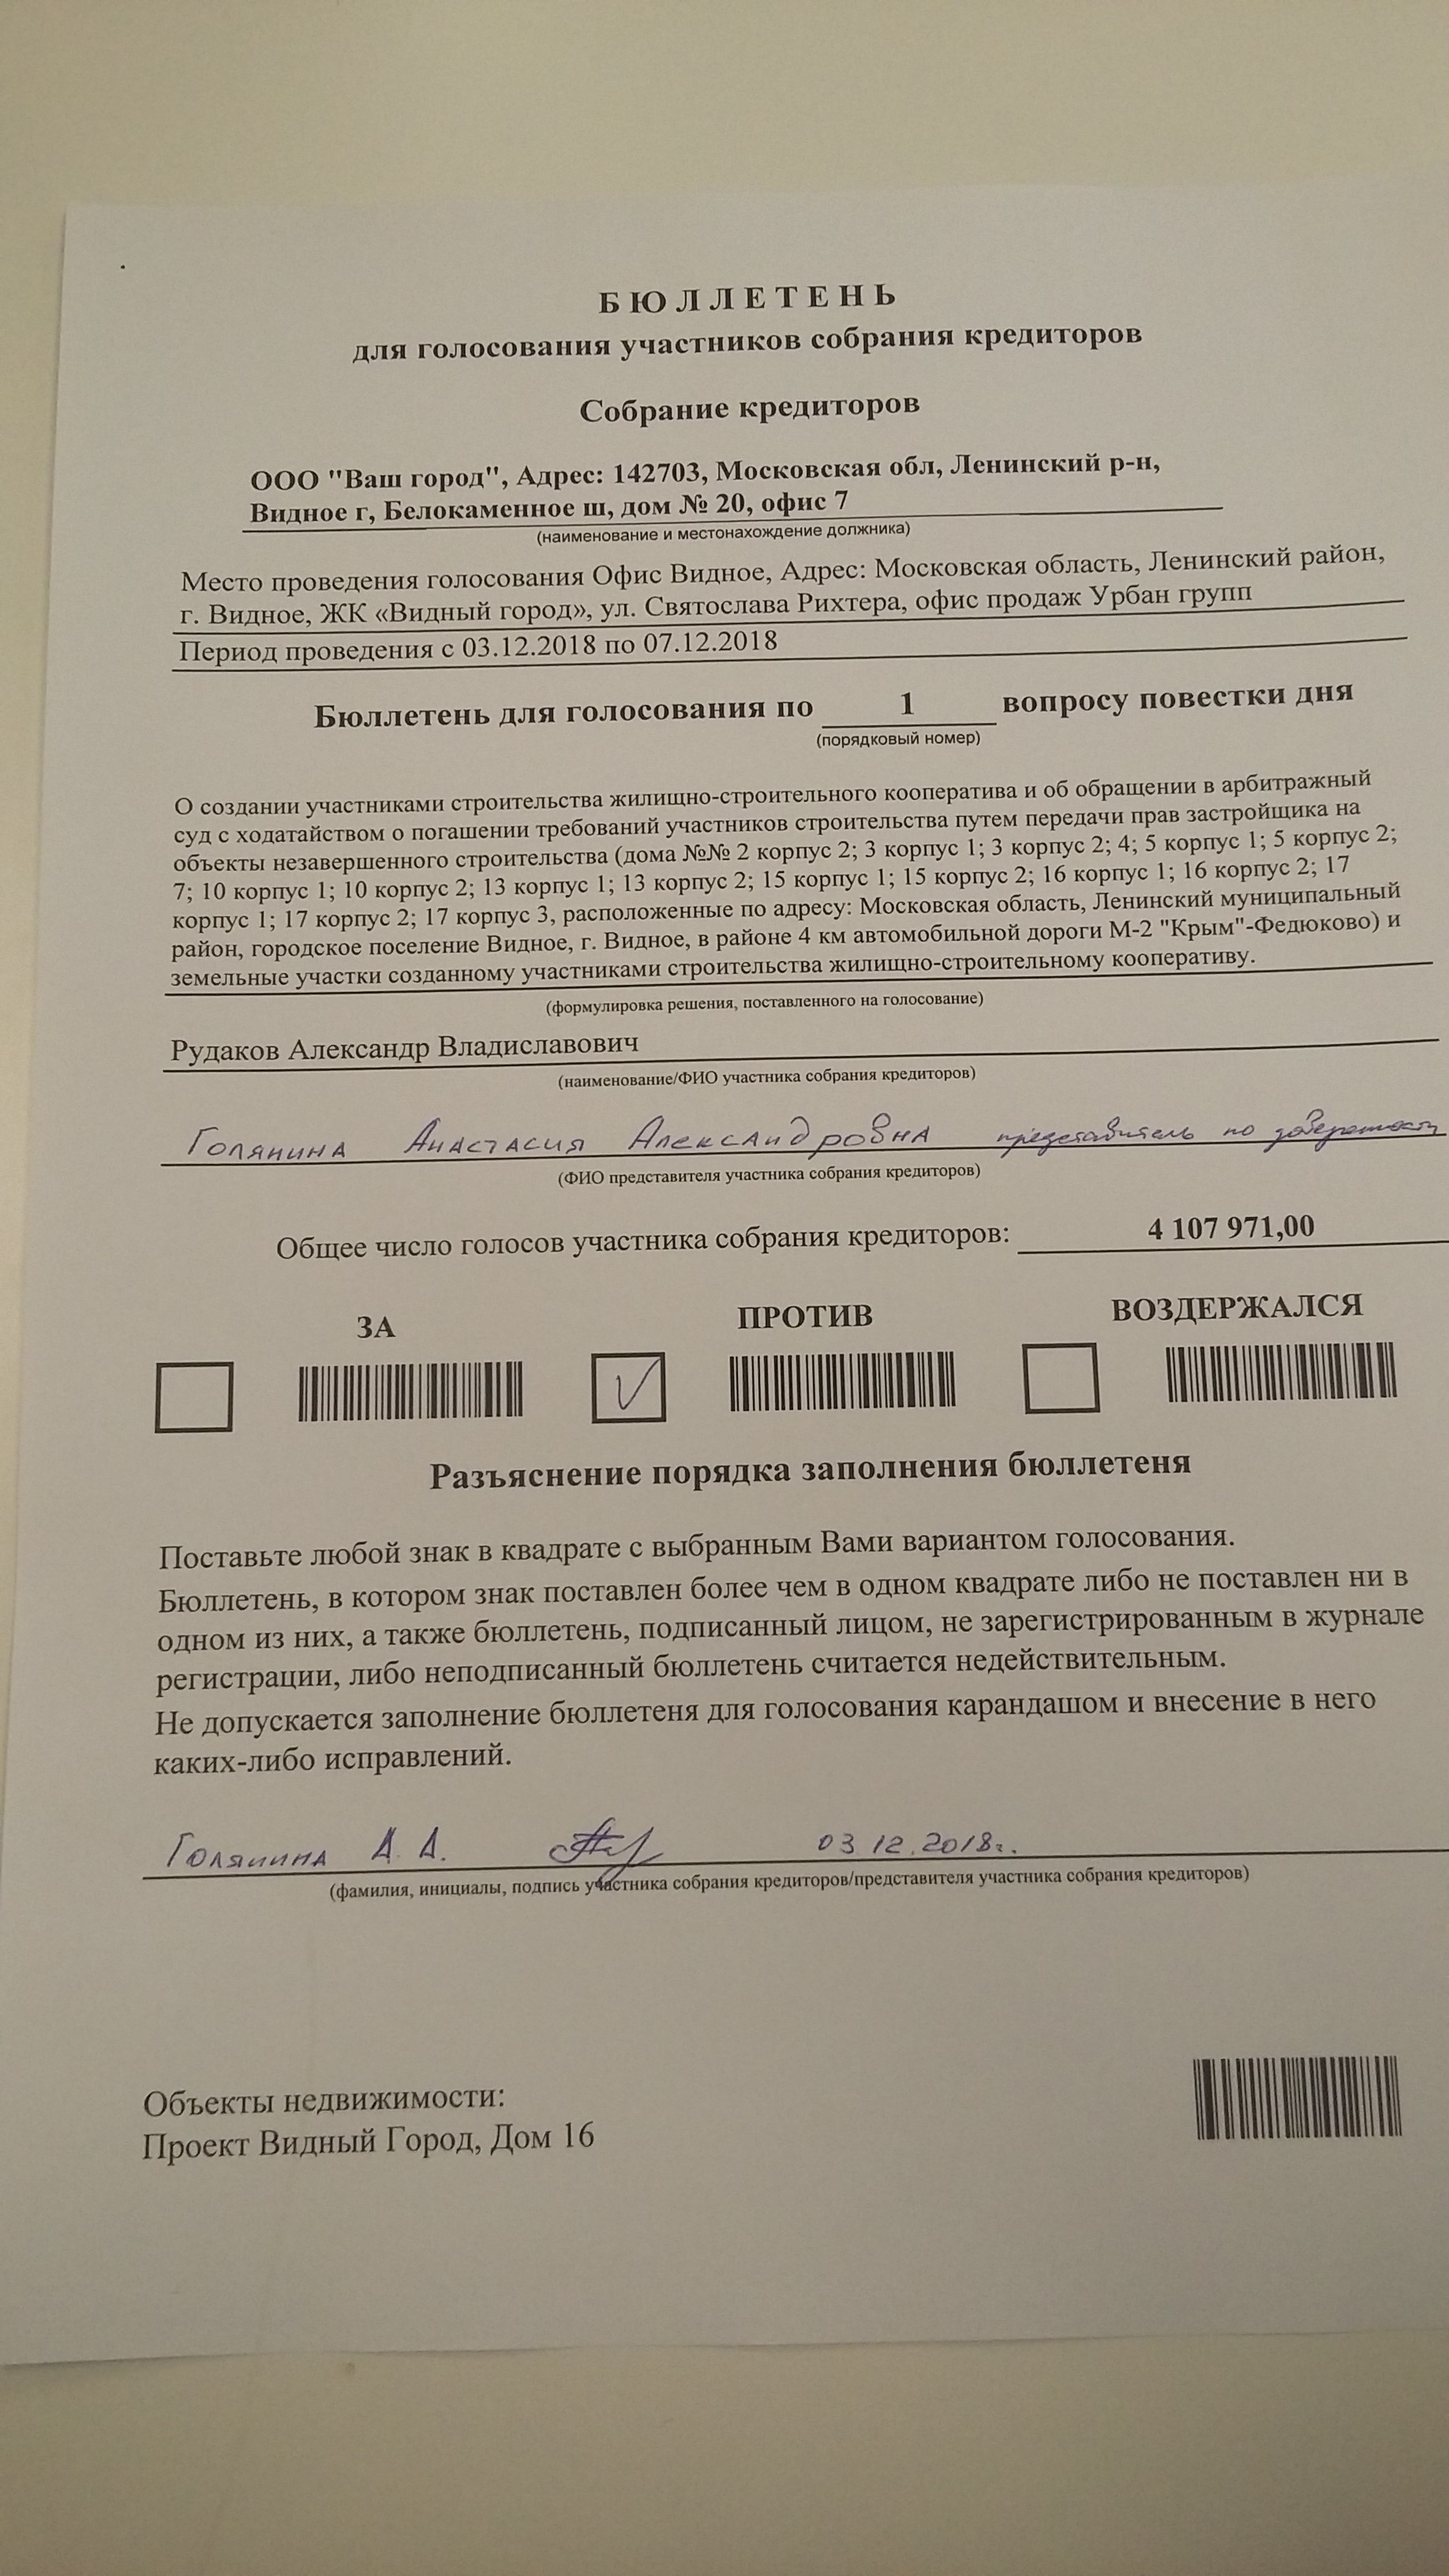 БЮЛЛЕТЕНЬ
для голосования участников собрания кредиторов
Собрание кредиторов
ООО "Ваш город", Адрес: 142703, Московская обл, Ленинский р-н,
Видное г, Белокаменное ш, дом № 20, офис 7
(наименование и местонахождение должника)
Место проведения голосования Офис Видное, Адрес: Московская область, Ленинский район,
г. Видное, ЖК «Видный город», ул. Святослава Рихтера, офис продаж Урбан групп
Период проведения с 03.12.2018 по 07.12.2018
Бюллетень для голосования по 1 вопросу повестки дня
(порядковый номер)
О создании участниками строительства жилищно-строительного кооператива и об обращении в арбитражный
суд с ходатайством о погашении требований участников строительства путем передачи прав застройщика на
объекты незавершенного строительства (дома №№ 2 корпус 2; 3 корпус 1; 3 корпус 2; 4; 5 корпус 1; 5 корпус 2;
7; 10 корпус 1; 10 корпус 2; 13 корпус 1; 13 корпус 2; 15 корпус 1; 15 корпус 2; 16 корпус 1; 16 корпус 2; 17
корпус 1; 17 корпус 2; 17 корпус 3, расположенные по адресу: Московская область, Ленинский муниципальный
район, городское поселение Видное, г. Видное, в районе 4 км автомобильной дороги М-2 "Крым"-Федюково) и
земельные участки созданному участниками строительства жилищно-строительному кооперативу.
(формулировка решения, поставленного на голосование)
Рудаков Александр Владиславович
(наименование/ФИО участника собрания кредиторов)
Голянина Анастасия Александровна представитель по доверенности
(ФИО представителя участника собрания кредиторов)
Общее число голосов участника собрания кредиторов: 4 107 971,00
ЗА ПРОТИВ ВОЗДЕРЖАЛСЯ
Разъяснение порядка заполнения бюллетеня
Поставьте любой знак в квадрате с выбранным Вами вариантом голосования.
Бюллетень, в котором знак поставлен более чем в одном квадрате либо не поставлен ни в
одном из них, а также бюллетень, подписанный лицом, не зарегистрированным в журнале
регистрации, либо неподписанный бюллетень считается недействительным.
Не допускается заполнение бюллетеня для голосования карандашом и внесение в него
каких-либо исправлений.
Голянина А. А. 03.12.2018г.
(фамилия, инициалы, подпись участника собрания кредиторов/представителя участника собрания кредиторов)
Объекты недвижимости:
Проект Видный Город, Дом 16